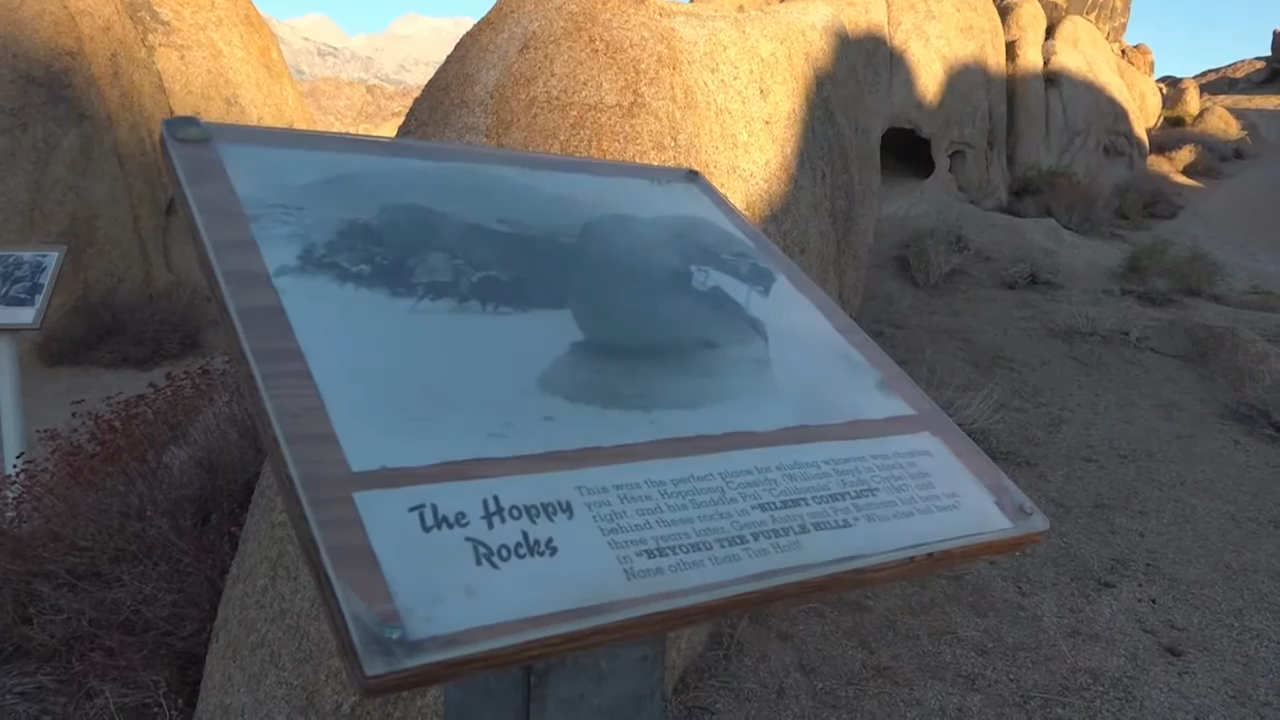 The Hoppy
Rocks
This was the perfect place for eluding whoever was chasing
you. Here, Hopalong Cassidy, (William Boyd in black on
right, and his Saddle Pal "California" (Andy Clyde) hide
behind these rocks in "SILENT CONFLICT" (1947), and
three years later, Gene Autry and Pat Buttram hid here too
in "BEYOND THE PURPLE HILLS." Who else hid here?
None other than Tim Holt!